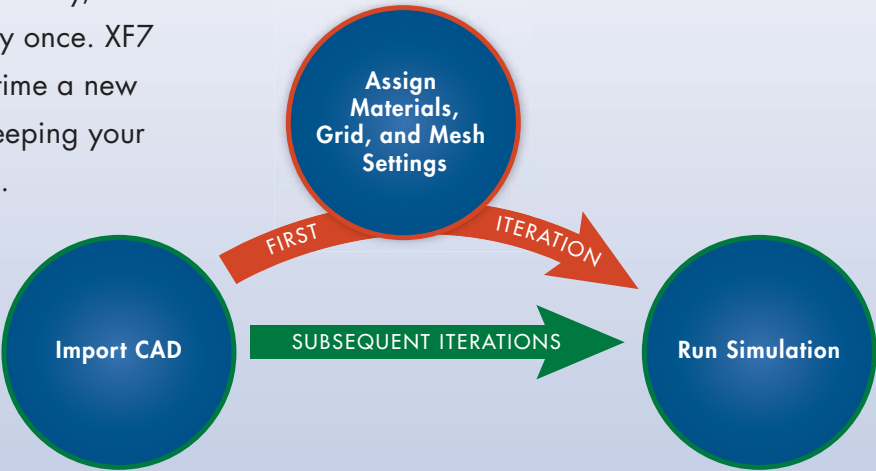 y once. XF7
time a new
eeping your
.
Assign
Materials,
Grid, and Mesh
Settings
FIRST ITERATION
Import CAD
SUBSEQUENT ITERATIONS
Run Simulation